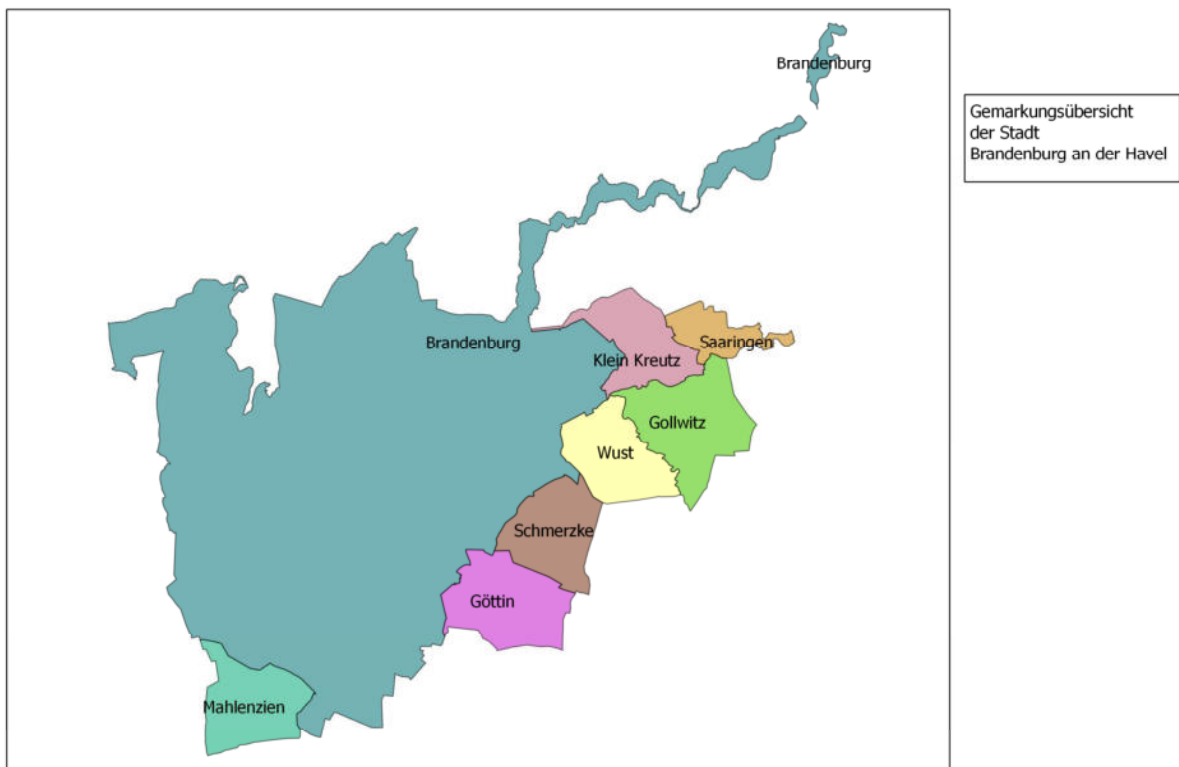 Brandenburg
Gemarkungsübersicht
der Stadt
Brandenburg an der Havel
Brandenburg
Saaringen
Klein Kreutz
Gollwitz
Wust
Schmerzke
Göttin
Mahlenzien